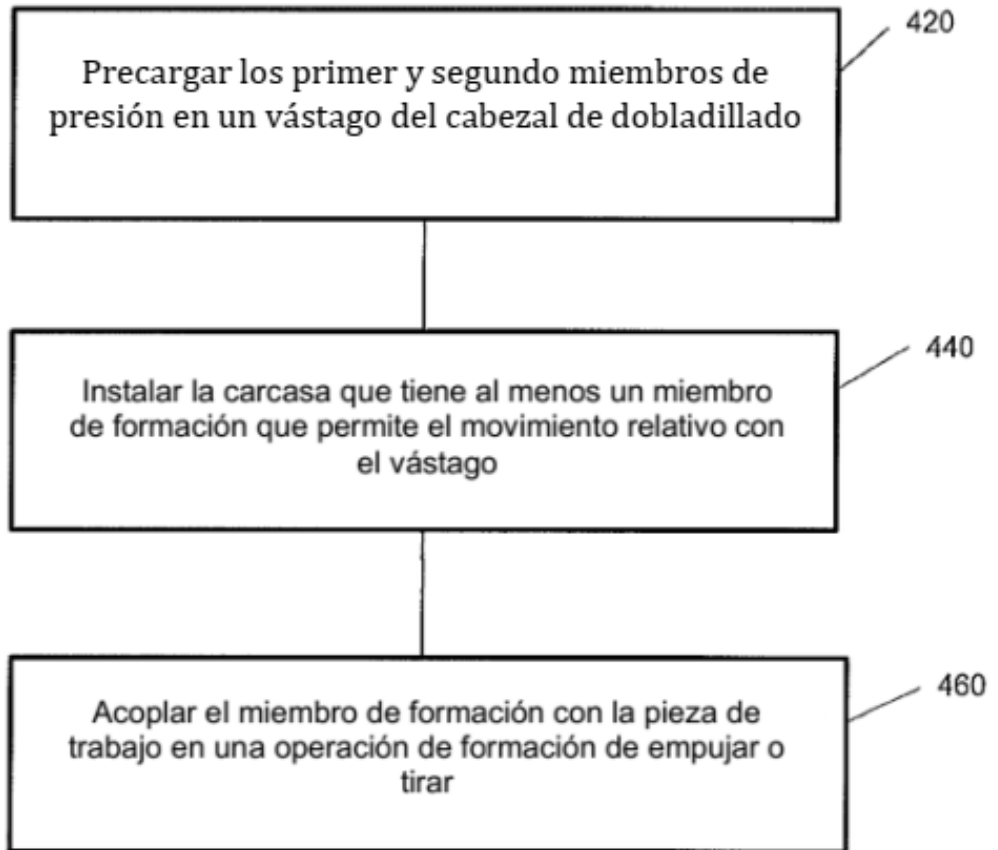 420
Precargar los primer y segundo miembros de
presión en un vástago del cabezal de dobladillado
440
Instalar la carcasa que tiene al menos un miembro
de formación que permite el movimiento relativo con
el vástago
460
Acoplar el miembro de formación con la pieza de
trabajo en una operación de formación de empujar o
tirar